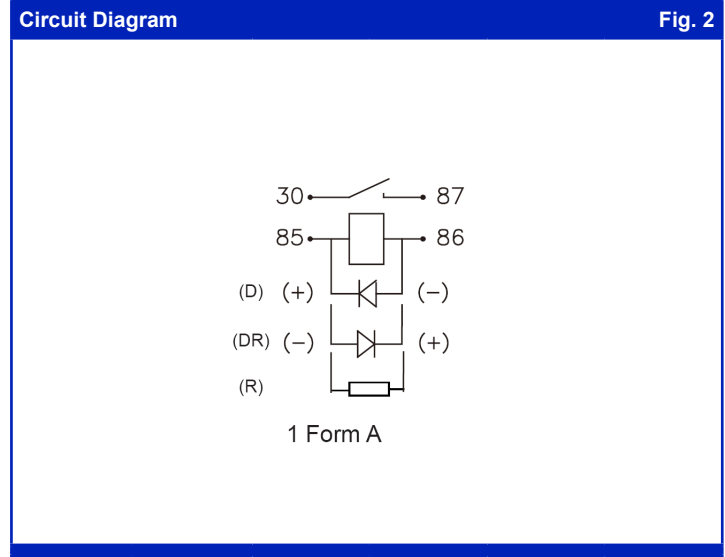 Circuit Diagram Fig. 2
30 87
85 86
(D) (+) (−)
(DR) (−) (+)
(R)
1 Form A